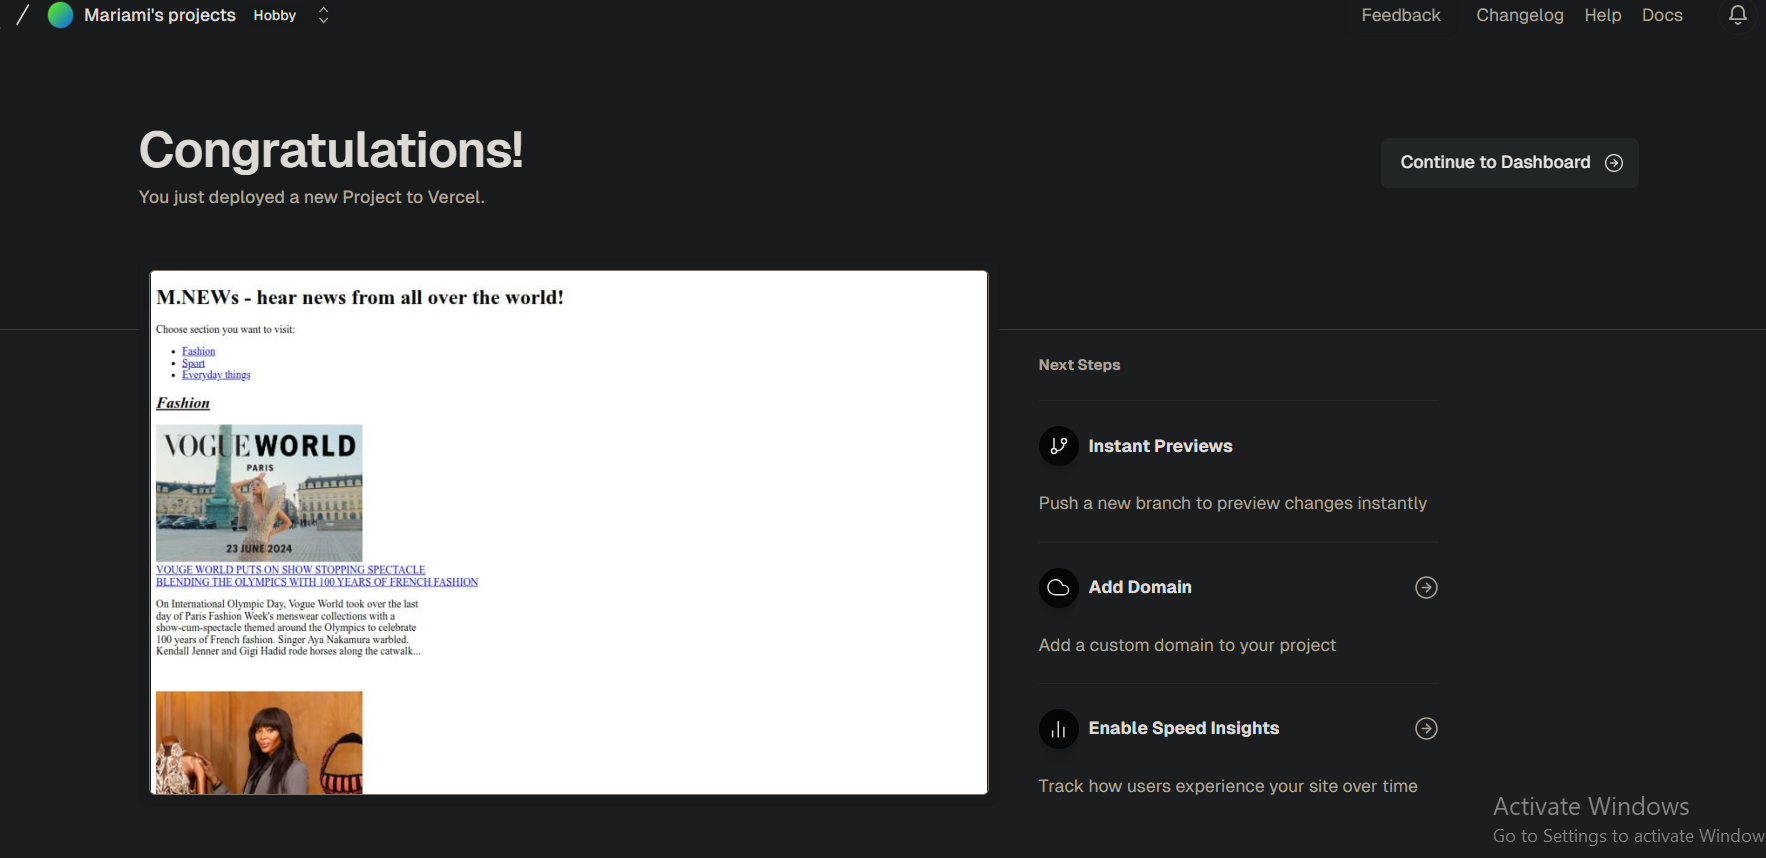 Mariami's projects Hobby
Feedback Changelog Help Docs
Congratulations!
You just deployed a new Project to Vercel.
Continue to Dashboard
M.NEWs - hear news from all over the world!
Choose section you want to visit:
Fashion
Sport
Everyday things
Fashion
VOGUE WORLD
PARIS
23 JUNE 2024
VOUGE WORLD PUTS ON SHOW STOPPING SPECTACLE
BLENDING THE OLYMPICS WITH 100 YEARS OF FRENCH FASHION
On International Olympic Day, Vogue World took over the last
day of Paris Fashion Week's menswear collections with a
show-cum-spectacle themed around the Olympics to celebrate
100 years of French fashion. Singer Aya Nakamura warbled.
Kendall Jenner and Gigi Hadid rode horses along the catwalk...
Next Steps
Instant Previews
Push a new branch to preview changes instantly
Add Domain
Add a custom domain to your project
Enable Speed Insights
Track how users experience your site over time
Activate Windows
Go to Settings to activate Window